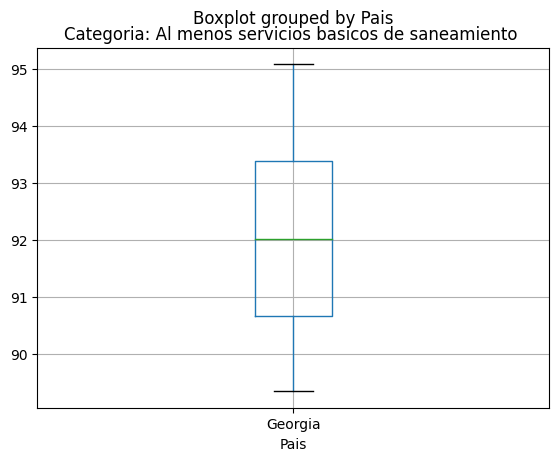 Boxplot grouped by Pais
Categoria: Al menos servicios basicos de saneamiento
95
94
93
92
91
90
Georgia
Pais